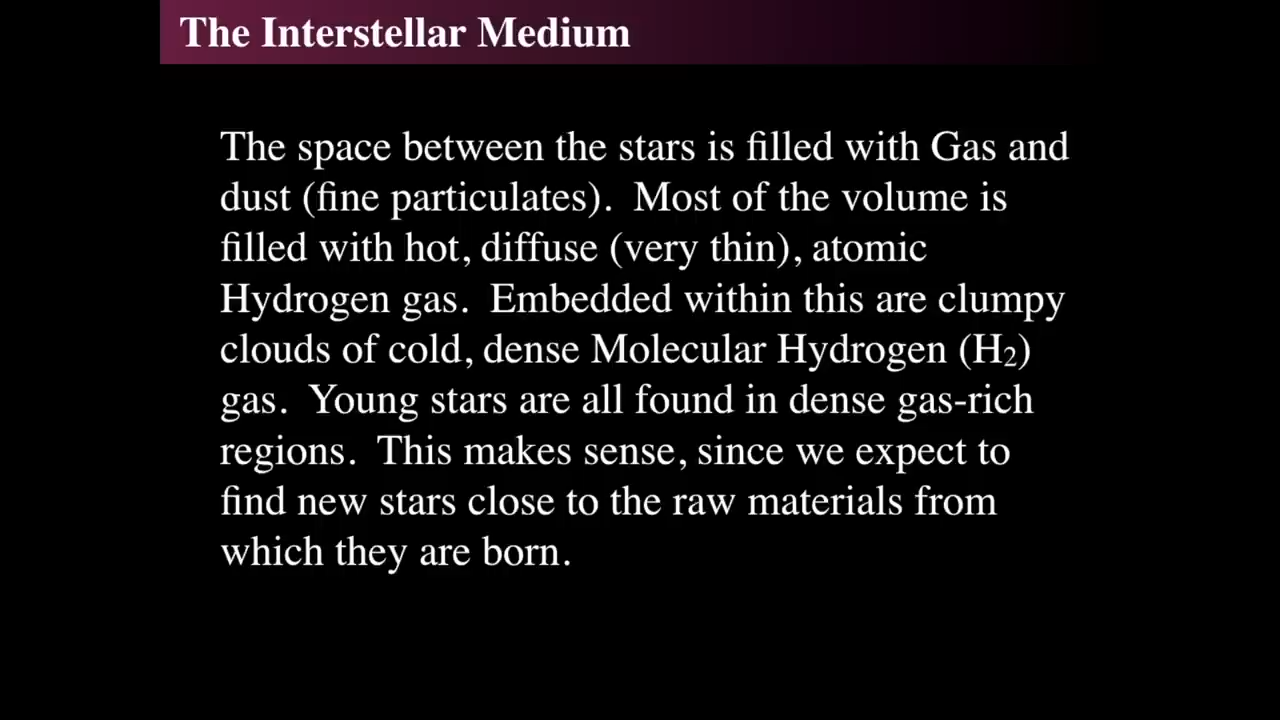 The Interstellar Medium
The space between the stars is filled with Gas and
dust (fine particulates).  Most of the volume is
filled with hot, diffuse (very thin), atomic
Hydrogen gas.  Embedded within this are clumpy
clouds of cold, dense Molecular Hydrogen (H₂)
gas.  Young stars are all found in dense gas-rich
regions.  This makes sense, since we expect to
find new stars close to the raw materials from
which they are born.